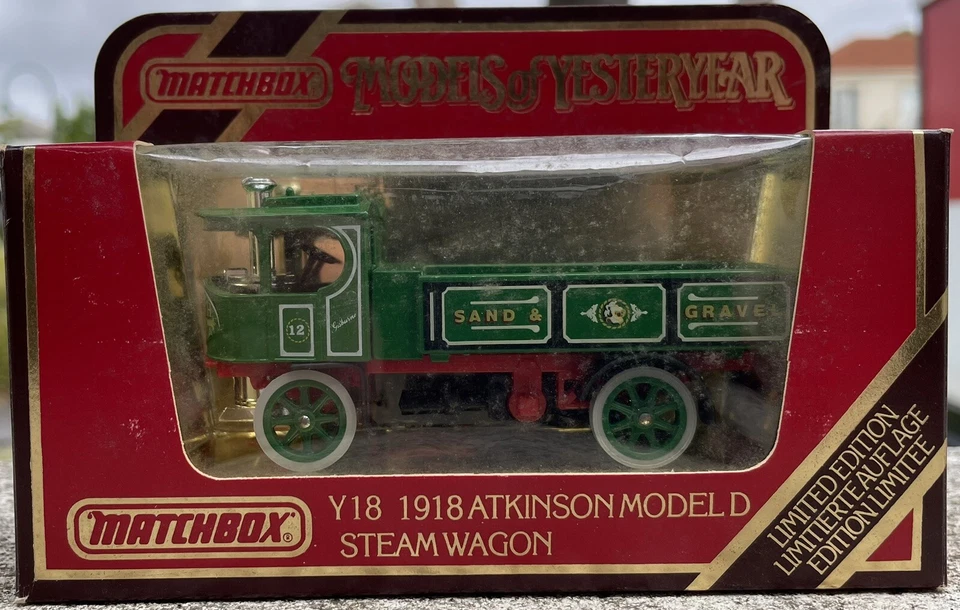 MATCHBOX
MODELS of YESTERYEAR
SAND & GRAVE
12
MATCHBOX
Y18 1918 ATKINSON MODEL D
STEAM WAGON
LIMITED EDITION
LIMITIERTE AUFLAGE
EDITION LIMITEE